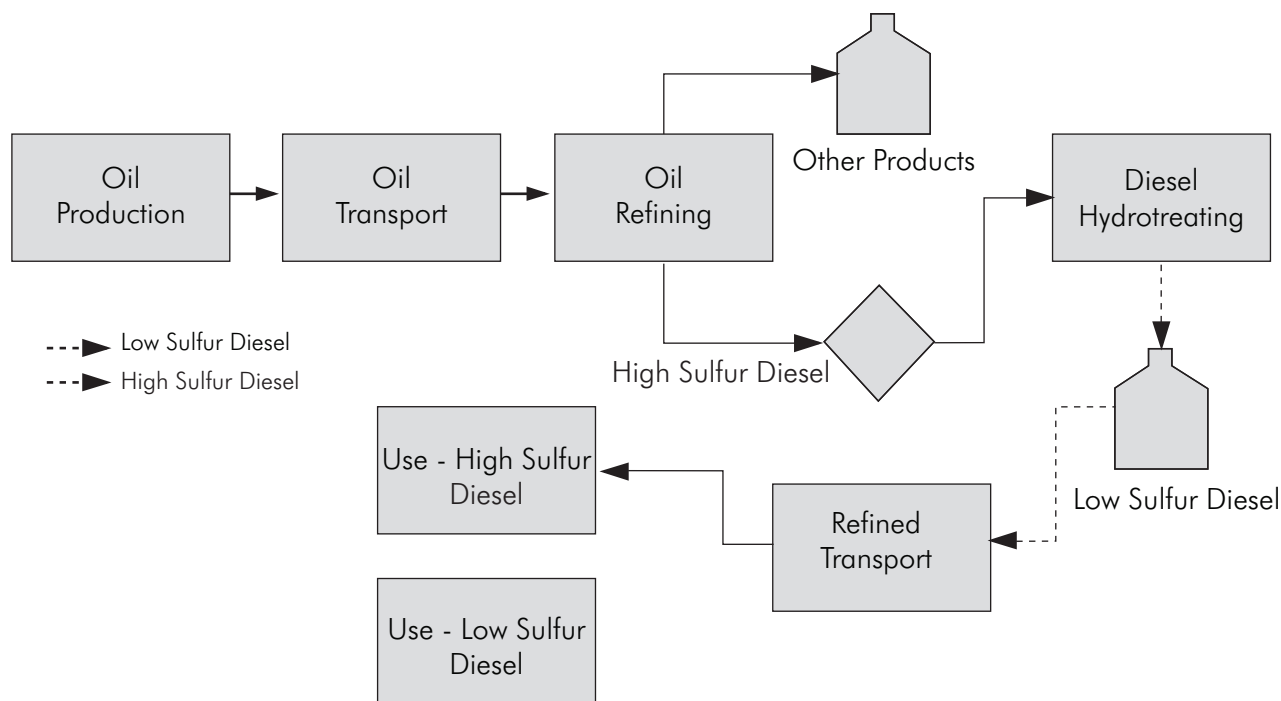 Other Products
Oil
Production
Oil
Transport
Oil
Refining
Diesel
Hydrotreating
Low Sulfur Diesel
High Sulfur Diesel
High Sulfur Diesel
Use - High Sulfur
Diesel
Refined
Transport
Low Sulfur Diesel
Use - Low Sulfur
Diesel